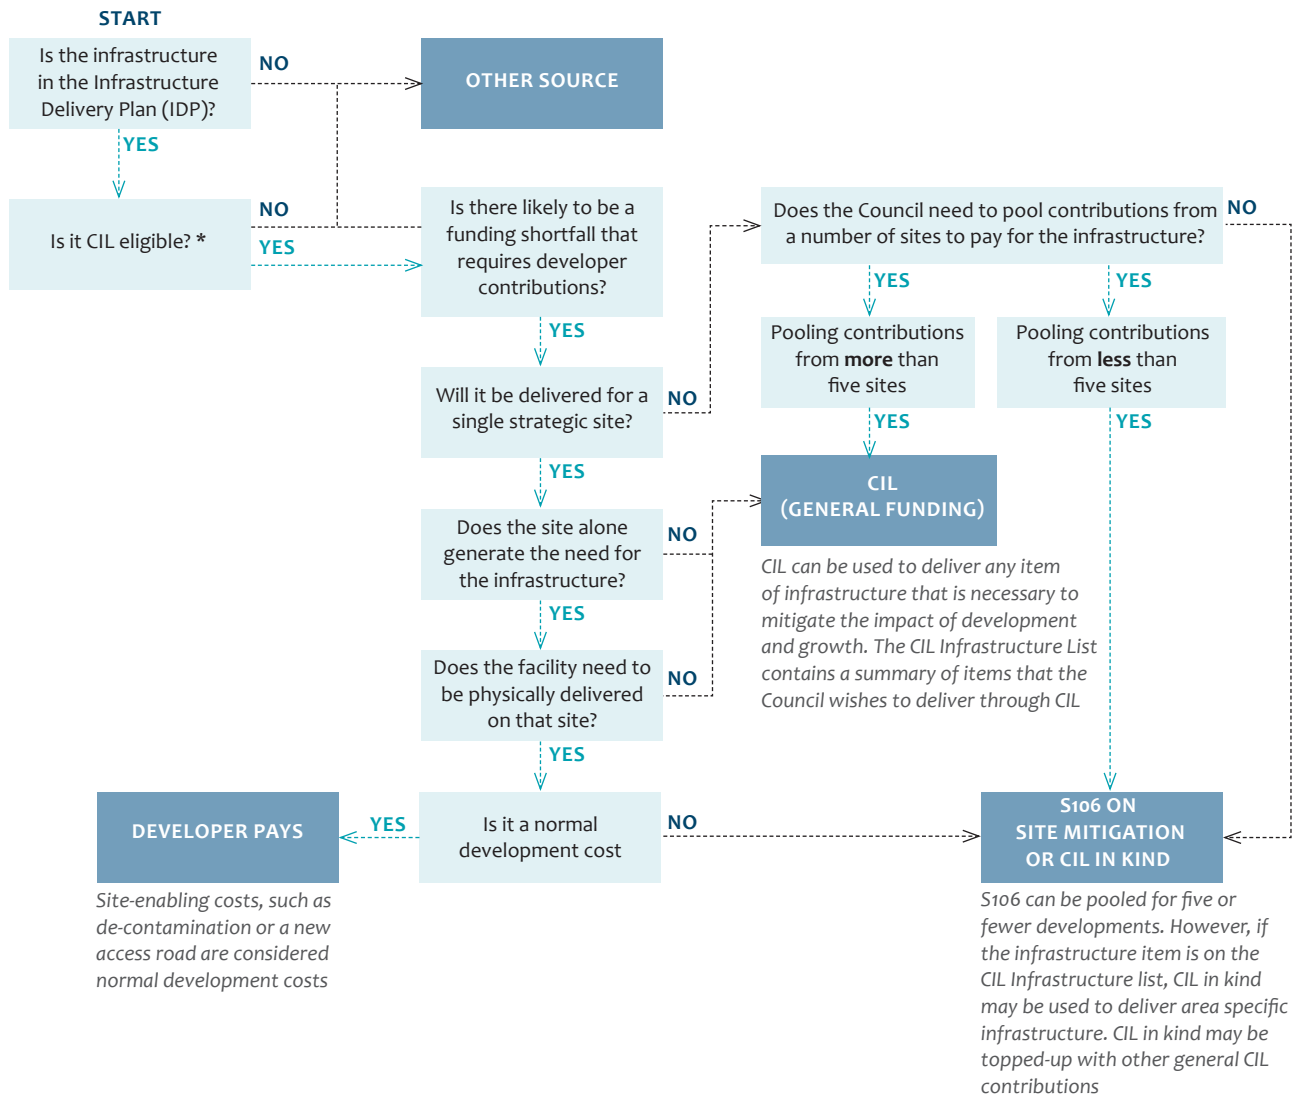 START
Is the infrastructure
in the Infrastructure
Delivery Plan (IDP)?
NO
OTHER SOURCE
YES
Is it CIL eligible? *
NO
YES
Is there likely to be a
funding shortfall that
requires developer
contributions?
Does the Council need to pool contributions from
a number of sites to pay for the infrastructure?
NO
YES
YES
YES
Pooling contributions
from more than
five sites
Pooling contributions
from less than
five sites
Will it be delivered for a
single strategic site?
NO
YES
YES
YES
CIL
(GENERAL FUNDING)
Does the site alone
generate the need for
the infrastructure?
NO
CIL can be used to deliver any item
of infrastructure that is necessary to
mitigate the impact of development
and growth. The CIL Infrastructure List
contains a summary of items that the
Council wishes to deliver through CIL
YES
Does the facility need to
be physically delivered
on that site?
NO
YES
DEVELOPER PAYS
YES
Is it a normal
development cost
NO
S106 ON
SITE MITIGATION
OR CIL IN KIND
Site-enabling costs, such as
de-contamination or a new
access road are considered
normal development costs
S106 can be pooled for five or
fewer developments. However, if
the infrastructure item is on the
CIL Infrastructure list, CIL in kind
may be used to deliver area specific
infrastructure. CIL in kind may be
topped-up with other general CIL
contributions